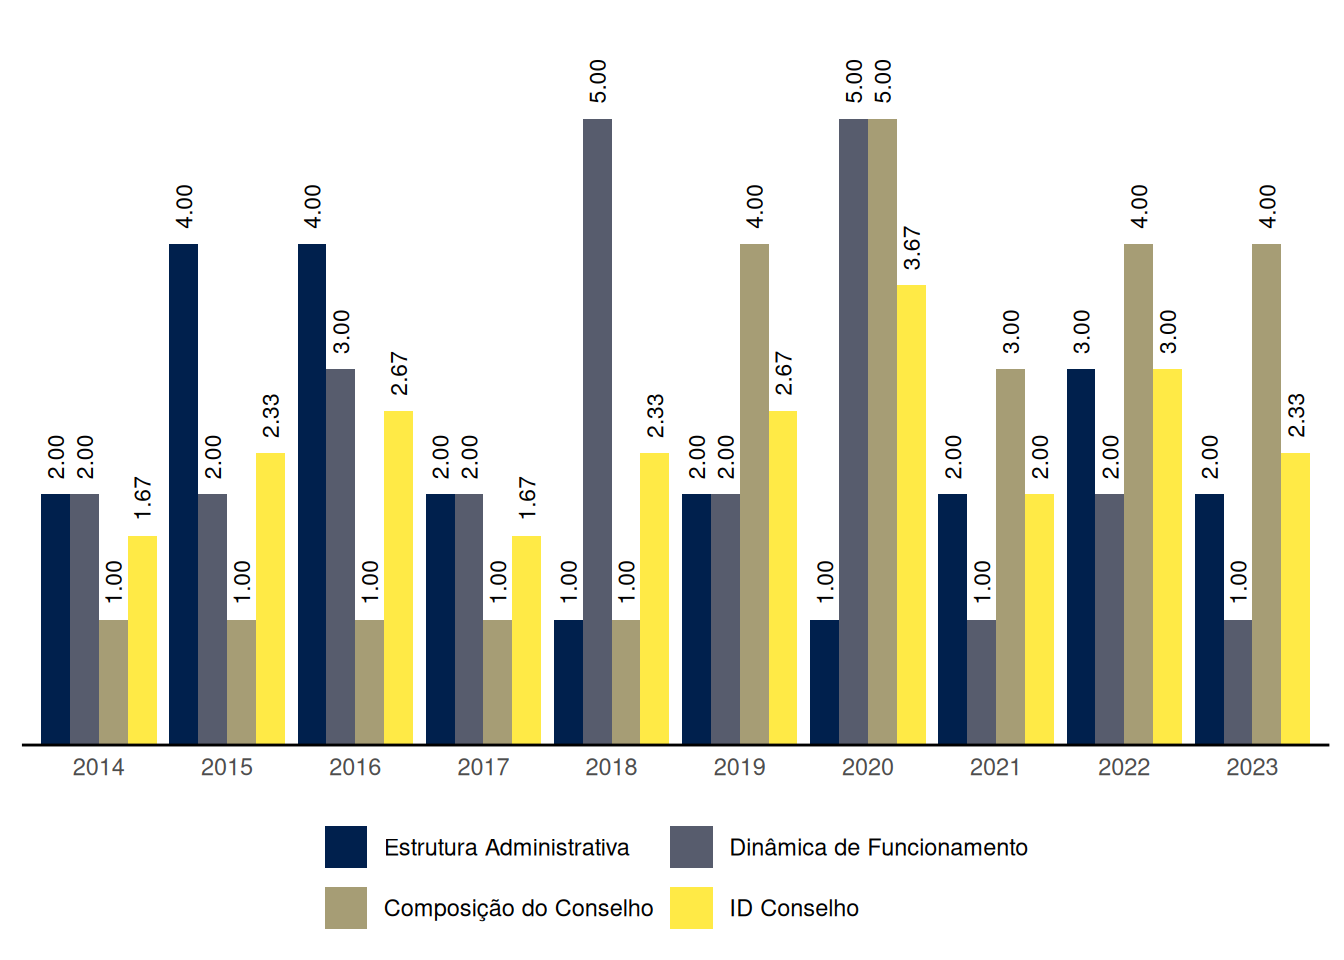 5.00 5.00 5.00
4.00 4.00 4.00 4.00 4.00
3.67
3.00 3.00 3.00 3.00
2.67 2.67
2.33 2.33 2.33
2.00 2.00 2.00 2.00 2.00 2.00 2.00 2.00 2.00 2.00 2.00
1.67 1.67
1.00 1.00 1.00 1.00 1.00 1.00 1.00 1.00 1.00
2014 2015 2016 2017 2018 2019 2020 2021 2022 2023
Estrutura Administrativa Dinâmica de Funcionamento
Composição do Conselho ID Conselho